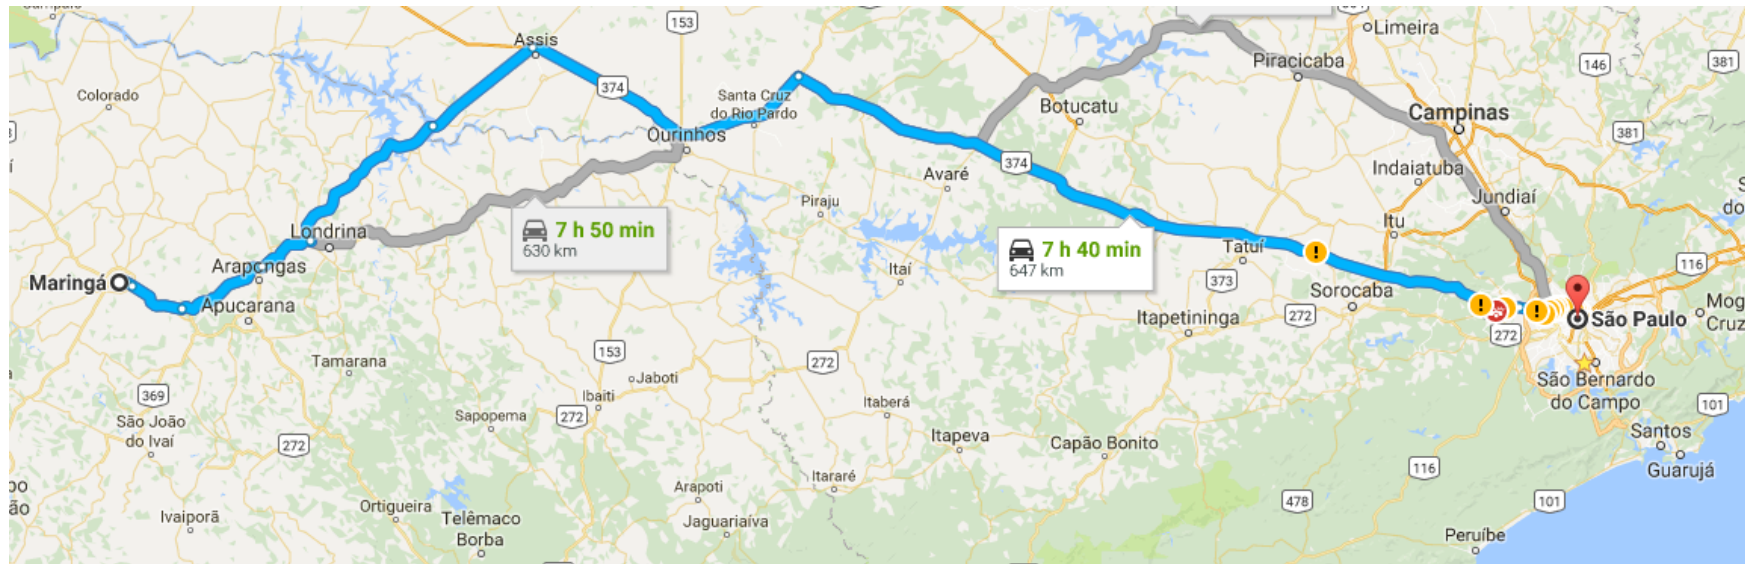 Assis
153
Limeira
Piracicaba
146
381
374
Colorado
Santa Cruz
do Rio Pardo
Botucatu
Campinas
381
Ourinhos
374
Avaré
Indaiatuba
Jundiaí
Piraju
Itu
Londrina
7 h 50 min
630 km
7 h 40 min
647 km
Tatuí
Maringá
Arapongas
Itaí
373
116
Apucarana
Sorocaba
Itapetininga
272
São Paulo
Mog
Cruz
272
153
272
Tamarana
Jaboti
São Bernardo
do Campo
369
Ibaiti
Itaberá
101
São João
do Ivaí
Sapopema
272
Itapeva
Capão Bonito
Santos
272
Guarujá
116
Itararé
Arapoti
478
101
Ortigueira
Ivaiporã
Telêmaco
Borba
Jaguariaíva
Peruíbe